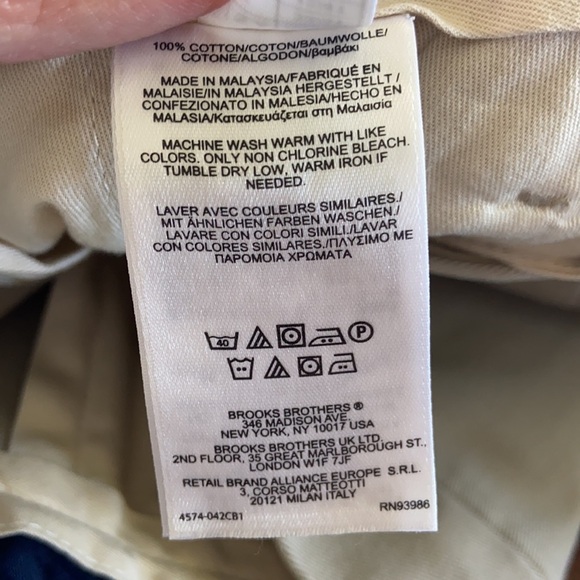 100% COTTON/COTON/BAUMWOLLE/
COTONE/ALGODON/βαμβάκι
MADE IN MALAYSIA/FABRIQUÉ EN
MALAISIE/IN MALAYSIA HERGESTELLT/
CONFEZIONATO IN MALESIA/HECHO EN
MALASIA/Κατασκευάζεται στη Μαλαισία
MACHINE WASH WARM WITH LIKE
COLORS. ONLY NON CHLORINE BLEACH.
TUMBLE DRY LOW, WARM IRON IF
NEEDED.
LAVER AVEC COULEURS SIMILAIRES./
MIT ÄHNLICHEN FARBEN WASCHEN./
LAVARE CON COLORI SIMILI./LAVAR
CON COLORES SIMILARES./ΠΛΥΣΙΜΟ ΜΕ
ΠΑΡΟΜΟΙΑ ΧΡΩΜΑΤΑ
40 P
BROOKS BROTHERS ®
346 MADISON AVE.
NEW YORK, NY 10017 USA
BROOKS BROTHERS UK LTD.
2ND FLOOR, 35 GREAT MARLBOROUGH ST.,
LONDON W1F 7JF
RETAIL BRAND ALLIANCE EUROPE S.R.L.
3, CORSO MATTEOTTI
20121 MILAN ITALY
4574-042CB1 RN93986